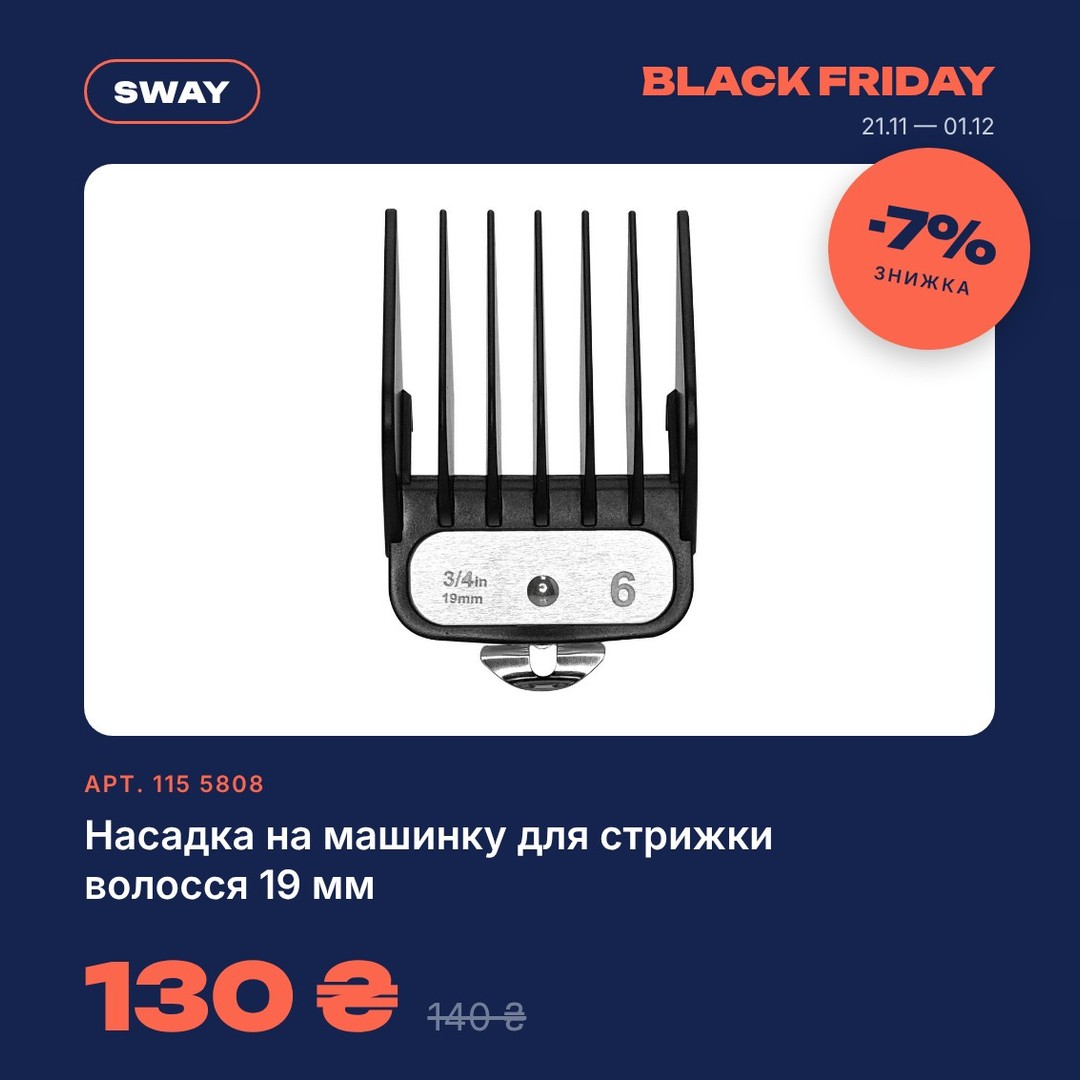 SWAY
BLACK FRIDAY
21.11 — 01.12
-7%
ЗНИЖКА
3/4in
19mm
6
АРТ. 115 5808
Насадка на машинку для стрижки
волосся 19 мм
130 ₴
140 ₴